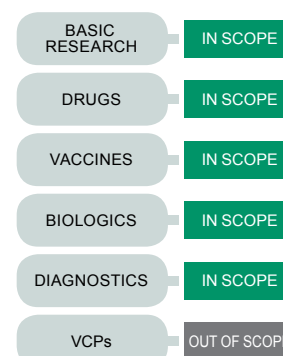 BASIC
RESEARCH
IN SCOPE
DRUGS
IN SCOPE
VACCINES
IN SCOPE
BIOLOGICS
IN SCOPE
DIAGNOSTICS
IN SCOPE
VCPs
OUT OF SCOPE